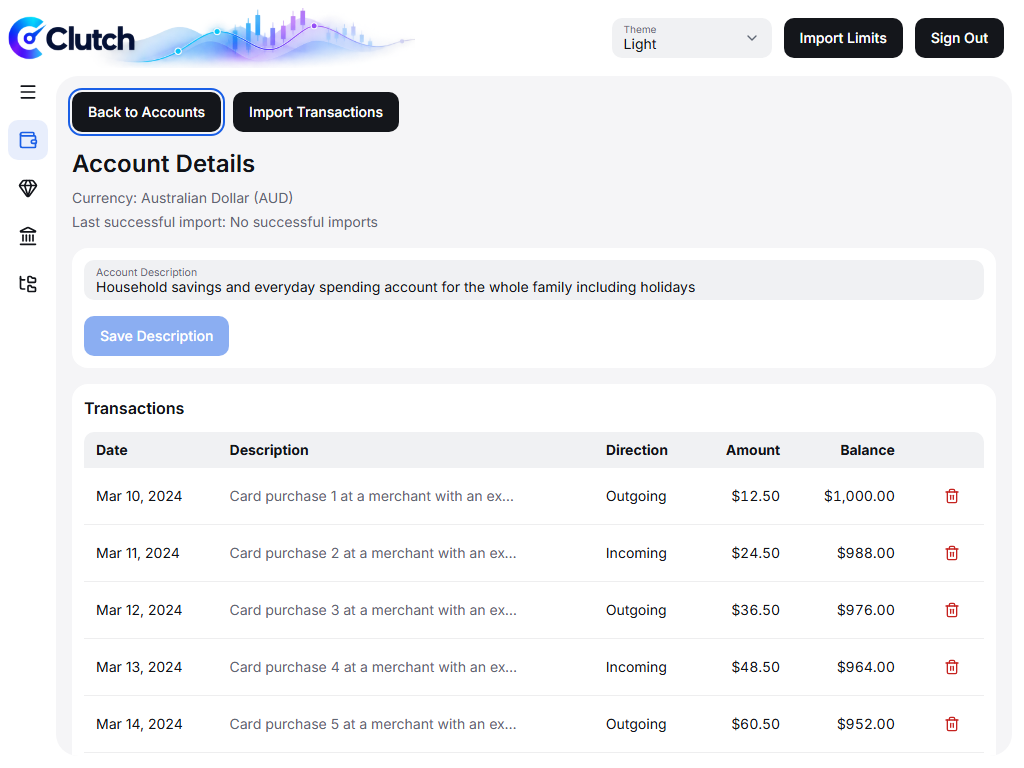 Clutch
Theme
Light
Import Limits
Sign Out
Back to Accounts
Import Transactions
Account Details
Currency: Australian Dollar (AUD)
Last successful import: No successful imports
Account Description
Household savings and everyday spending account for the whole family including holidays
Save Description
Transactions
Date Description Direction Amount Balance
Mar 10, 2024 Card purchase 1 at a merchant with an ex... Outgoing $12.50 $1,000.00
Mar 11, 2024 Card purchase 2 at a merchant with an ex... Incoming $24.50 $988.00
Mar 12, 2024 Card purchase 3 at a merchant with an ex... Outgoing $36.50 $976.00
Mar 13, 2024 Card purchase 4 at a merchant with an ex... Incoming $48.50 $964.00
Mar 14, 2024 Card purchase 5 at a merchant with an ex... Outgoing $60.50 $952.00